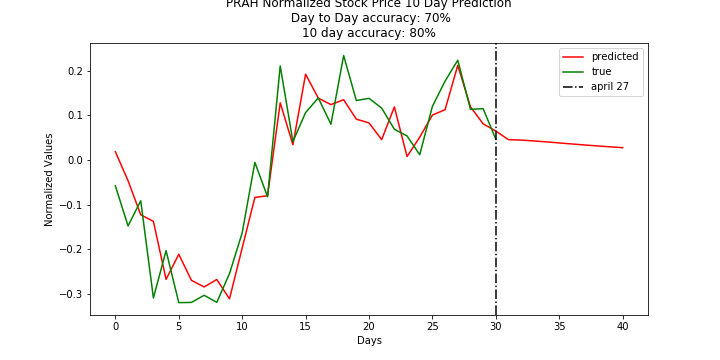 PRAH Normalized Stock Price 10 Day Prediction
Day to Day accuracy: 70%
10 day accuracy: 80%
predicted
true
april 27
0.2
0.1
0.0
−0.1
−0.2
−0.3
Normalized Values
0 5 10 15 20 25 30 35 40
Days